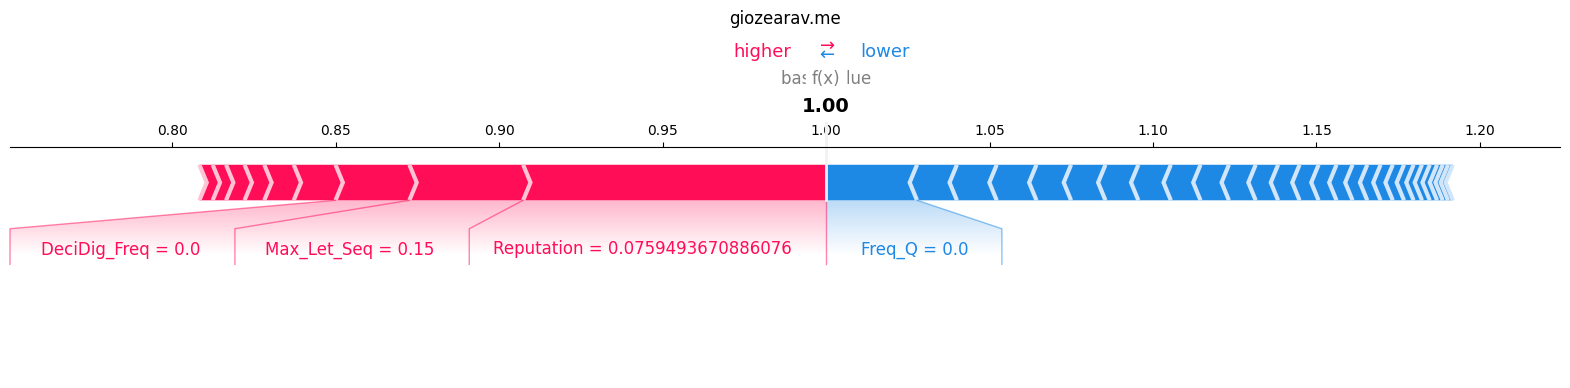 giozearav.me
higher ⇄ lower
f(x)
1.00
0.80 0.85 0.90 0.95 1.00 1.05 1.10 1.15 1.20
DeciDig_Freq = 0.0 Max_Let_Seq = 0.15 Reputation = 0.0759493670886076 Freq_Q = 0.0